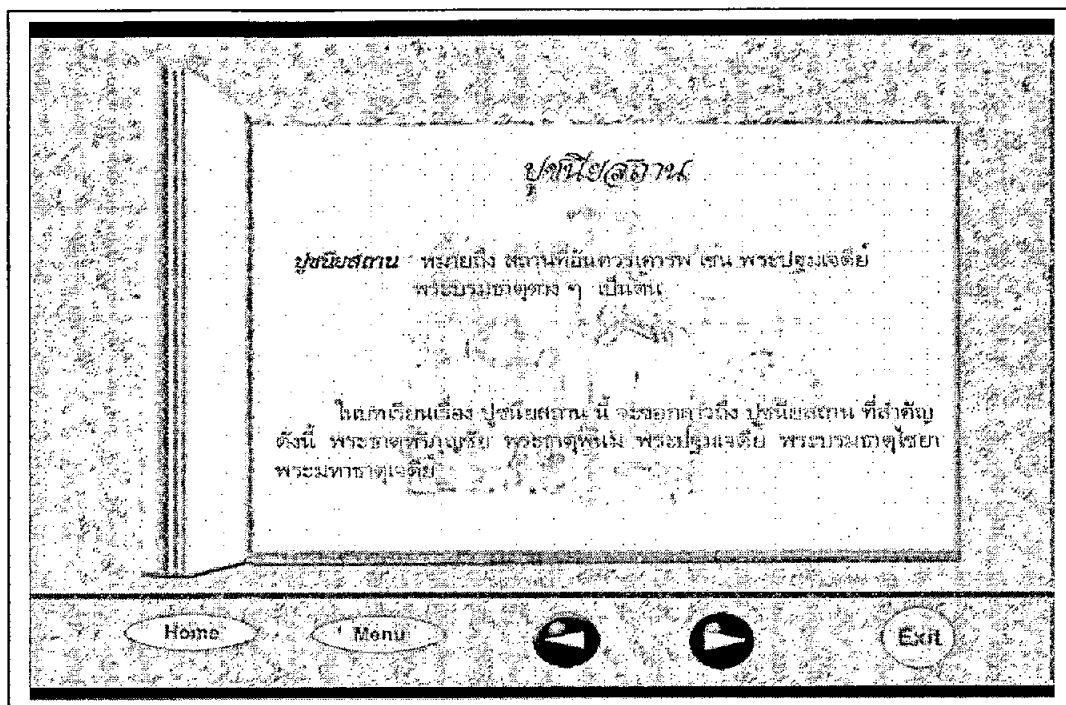 ปูชนียสถาน
ปูชนียสถาน หมายถึง สถานที่อันควรเคารพ เช่น พระปฐมเจดีย์
พระบรมธาตุต่าง ๆ เป็นต้น
ในบทเรียนเรื่อง ปูชนียสถาน นี้ จะขอกล่าวถึง ปูชนียสถาน ที่สำคัญ
ดังนี้ พระธาตุหริภุญชัย พระธาตุพนม พระปฐมเจดีย์ พระบรมธาตุไชยา
พระมหาธาตุเจดีย์
Home Menu Exit